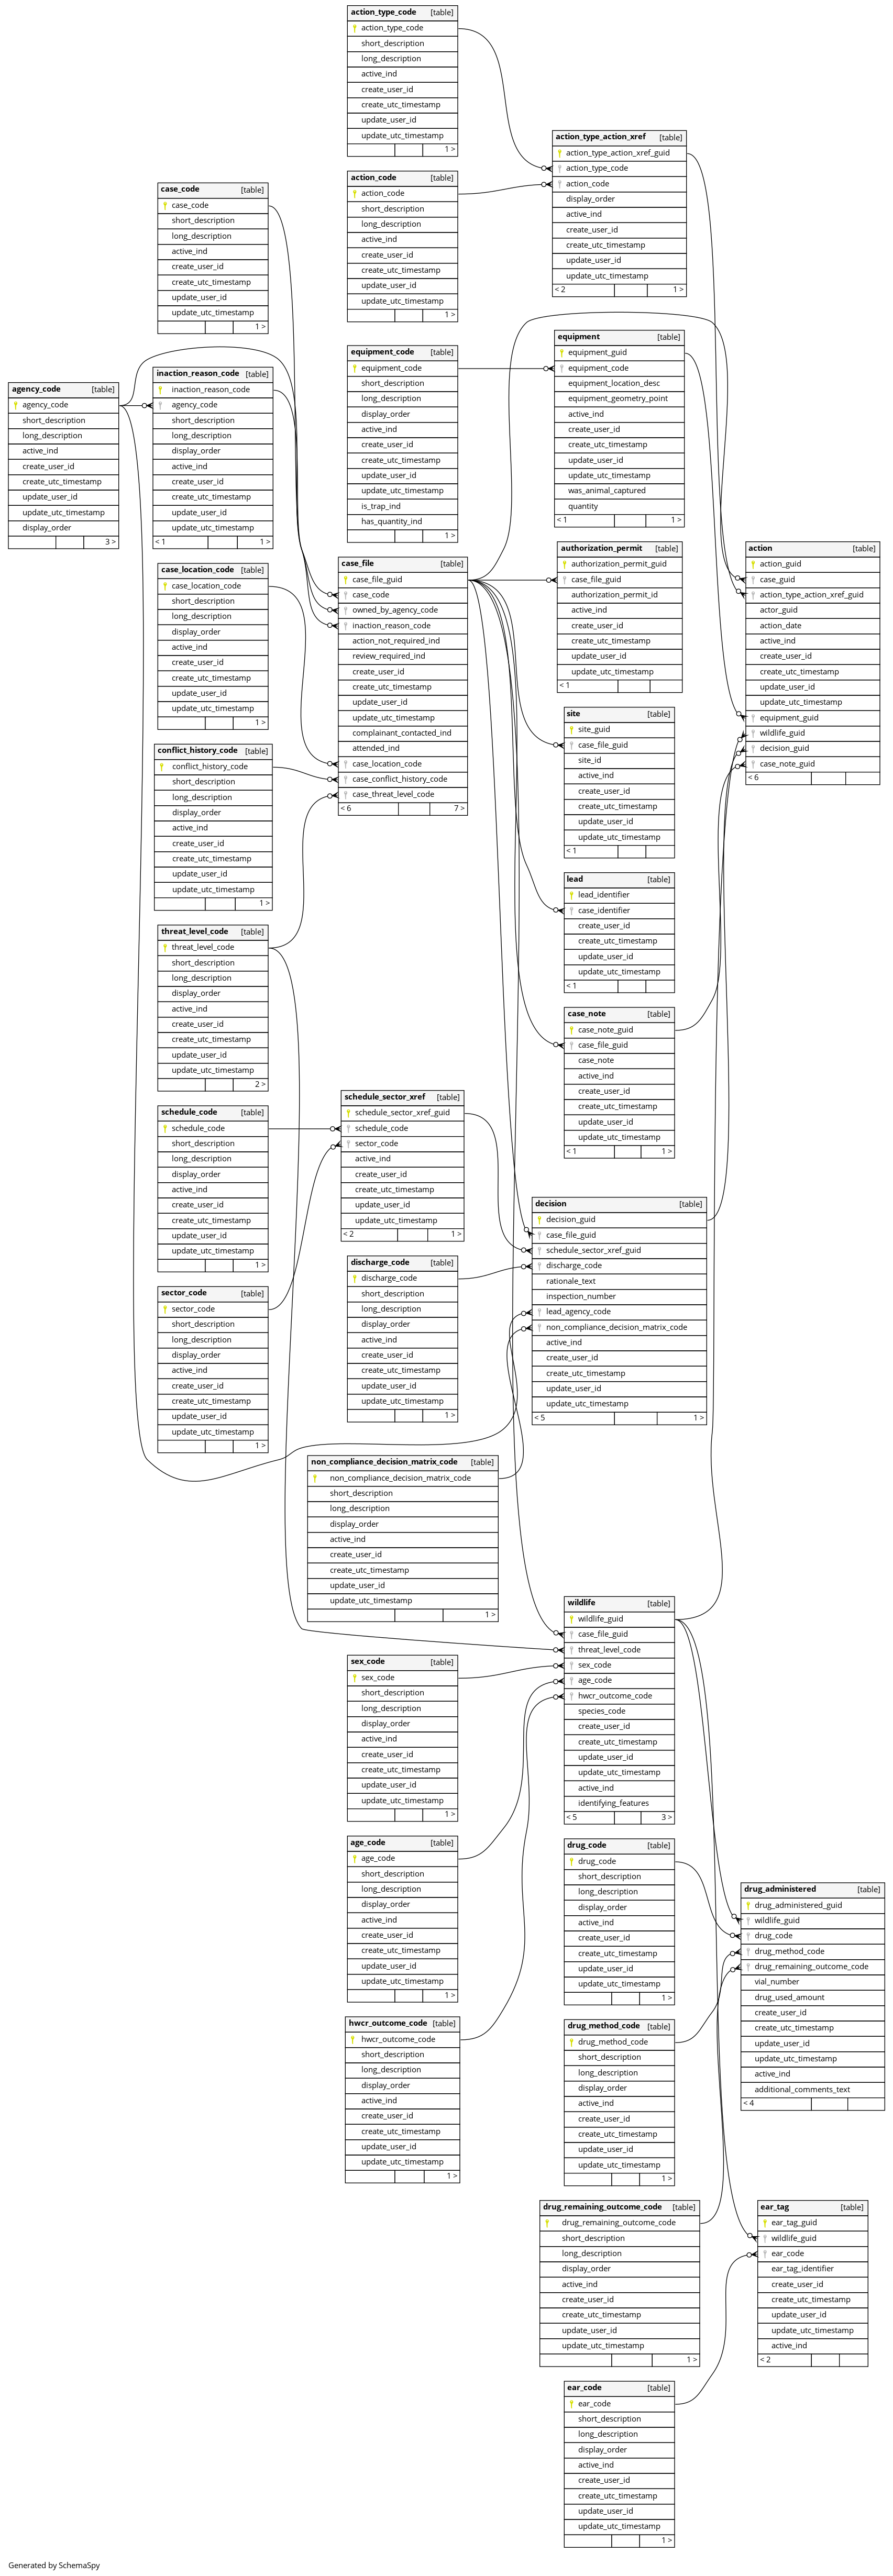 action_type_code [table]
action_type_code
short_description
long_description
active_ind
create_user_id
create_utc_timestamp
update_user_id
update_utc_timestamp
1 >
action_type_action_xref [table]
action_type_action_xref_guid
action_type_code
action_code
display_order
active_ind
create_user_id
create_utc_timestamp
update_user_id
update_utc_timestamp
< 2 1 >
action_code [table]
action_code
short_description
long_description
active_ind
create_user_id
create_utc_timestamp
update_user_id
update_utc_timestamp
1 >
case_code [table]
case_code
short_description
long_description
active_ind
create_user_id
create_utc_timestamp
update_user_id
update_utc_timestamp
1 >
equipment [table]
equipment_guid
equipment_code
equipment_location_desc
equipment_geometry_point
active_ind
create_user_id
create_utc_timestamp
update_user_id
update_utc_timestamp
was_animal_captured
quantity
< 1 1 >
equipment_code [table]
equipment_code
short_description
long_description
display_order
active_ind
create_user_id
create_utc_timestamp
update_user_id
update_utc_timestamp
is_trap_ind
has_quantity_ind
1 >
inaction_reason_code [table]
inaction_reason_code
agency_code
short_description
long_description
display_order
active_ind
create_user_id
create_utc_timestamp
update_user_id
update_utc_timestamp
< 1 1 >
agency_code [table]
agency_code
short_description
long_description
active_ind
create_user_id
create_utc_timestamp
update_user_id
update_utc_timestamp
display_order
3 >
authorization_permit [table]
authorization_permit_guid
case_file_guid
authorization_permit_id
active_ind
create_user_id
create_utc_timestamp
update_user_id
update_utc_timestamp
< 1
action [table]
action_guid
case_guid
action_type_action_xref_guid
actor_guid
action_date
active_ind
create_user_id
create_utc_timestamp
update_user_id
update_utc_timestamp
equipment_guid
wildlife_guid
decision_guid
case_note_guid
< 6
case_file [table]
case_file_guid
case_code
owned_by_agency_code
inaction_reason_code
action_not_required_ind
review_required_ind
create_user_id
create_utc_timestamp
update_user_id
update_utc_timestamp
complainant_contacted_ind
attended_ind
case_location_code
case_conflict_history_code
case_threat_level_code
< 6 7 >
case_location_code [table]
case_location_code
short_description
long_description
display_order
active_ind
create_user_id
create_utc_timestamp
update_user_id
update_utc_timestamp
1 >
site [table]
site_guid
case_file_guid
site_id
active_ind
create_user_id
create_utc_timestamp
update_user_id
update_utc_timestamp
< 1
conflict_history_code [table]
conflict_history_code
short_description
long_description
display_order
active_ind
create_user_id
create_utc_timestamp
update_user_id
update_utc_timestamp
1 >
lead [table]
lead_identifier
case_identifier
create_user_id
create_utc_timestamp
update_user_id
update_utc_timestamp
< 1
threat_level_code [table]
threat_level_code
short_description
long_description
display_order
active_ind
create_user_id
create_utc_timestamp
update_user_id
update_utc_timestamp
2 >
case_note [table]
case_note_guid
case_file_guid
case_note
active_ind
create_user_id
create_utc_timestamp
update_user_id
update_utc_timestamp
< 1 1 >
schedule_sector_xref [table]
schedule_sector_xref_guid
schedule_code
sector_code
active_ind
create_user_id
create_utc_timestamp
update_user_id
update_utc_timestamp
< 2 1 >
schedule_code [table]
schedule_code
short_description
long_description
display_order
active_ind
create_user_id
create_utc_timestamp
update_user_id
update_utc_timestamp
1 >
decision [table]
decision_guid
case_file_guid
schedule_sector_xref_guid
discharge_code
rationale_text
inspection_number
lead_agency_code
non_compliance_decision_matrix_code
active_ind
create_user_id
create_utc_timestamp
update_user_id
update_utc_timestamp
< 5 1 >
discharge_code [table]
discharge_code
short_description
long_description
display_order
active_ind
create_user_id
create_utc_timestamp
update_user_id
update_utc_timestamp
1 >
sector_code [table]
sector_code
short_description
long_description
display_order
active_ind
create_user_id
create_utc_timestamp
update_user_id
update_utc_timestamp
1 >
non_compliance_decision_matrix_code [table]
non_compliance_decision_matrix_code
short_description
long_description
display_order
active_ind
create_user_id
create_utc_timestamp
update_user_id
update_utc_timestamp
1 >
wildlife [table]
wildlife_guid
case_file_guid
threat_level_code
sex_code
age_code
hwcr_outcome_code
species_code
create_user_id
create_utc_timestamp
update_user_id
update_utc_timestamp
active_ind
identifying_features
< 5 3 >
sex_code [table]
sex_code
short_description
long_description
display_order
active_ind
create_user_id
create_utc_timestamp
update_user_id
update_utc_timestamp
1 >
age_code [table]
age_code
short_description
long_description
display_order
active_ind
create_user_id
create_utc_timestamp
update_user_id
update_utc_timestamp
1 >
drug_code [table]
drug_code
short_description
long_description
display_order
active_ind
create_user_id
create_utc_timestamp
update_user_id
update_utc_timestamp
1 >
drug_administered [table]
drug_administered_guid
wildlife_guid
drug_code
drug_method_code
drug_remaining_outcome_code
vial_number
drug_used_amount
create_user_id
create_utc_timestamp
update_user_id
update_utc_timestamp
active_ind
additional_comments_text
< 4
hwcr_outcome_code [table]
hwcr_outcome_code
short_description
long_description
display_order
active_ind
create_user_id
create_utc_timestamp
update_user_id
update_utc_timestamp
1 >
drug_method_code [table]
drug_method_code
short_description
long_description
display_order
active_ind
create_user_id
create_utc_timestamp
update_user_id
update_utc_timestamp
1 >
drug_remaining_outcome_code [table]
drug_remaining_outcome_code
short_description
long_description
display_order
active_ind
create_user_id
create_utc_timestamp
update_user_id
update_utc_timestamp
1 >
ear_tag [table]
ear_tag_guid
wildlife_guid
ear_code
ear_tag_identifier
create_user_id
create_utc_timestamp
update_user_id
update_utc_timestamp
active_ind
< 2
ear_code [table]
ear_code
short_description
long_description
display_order
active_ind
create_user_id
create_utc_timestamp
update_user_id
update_utc_timestamp
1 >
Generated by SchemaSpy